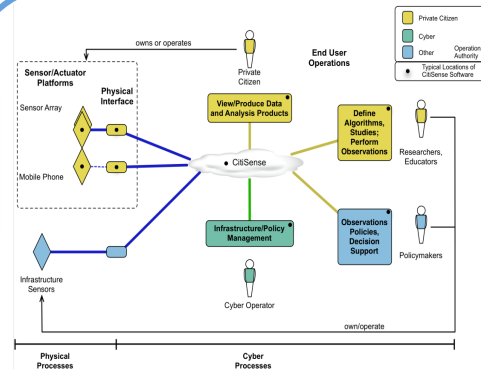 Private Citizen
Cyber
Other
Operational
Authority
Typical Locations of
CitiSense Software
owns or operates
Private
Citizen
End User
Operations
Sensor/Actuator
Platforms
Physical
Interface
Sensor Array
Mobile Phone
View/Produce Data
and Analysis Products
Define
Algorithms,
Studies;
Perform
Observations
Researchers,
Educators
CitiSense
Infrastructure/Policy
Management
Observations
Policies,
Decision
Support
Policymakers
Cyber Operator
Infrastructure
Sensors
own/operate
Physical
Processes
Cyber
Processes